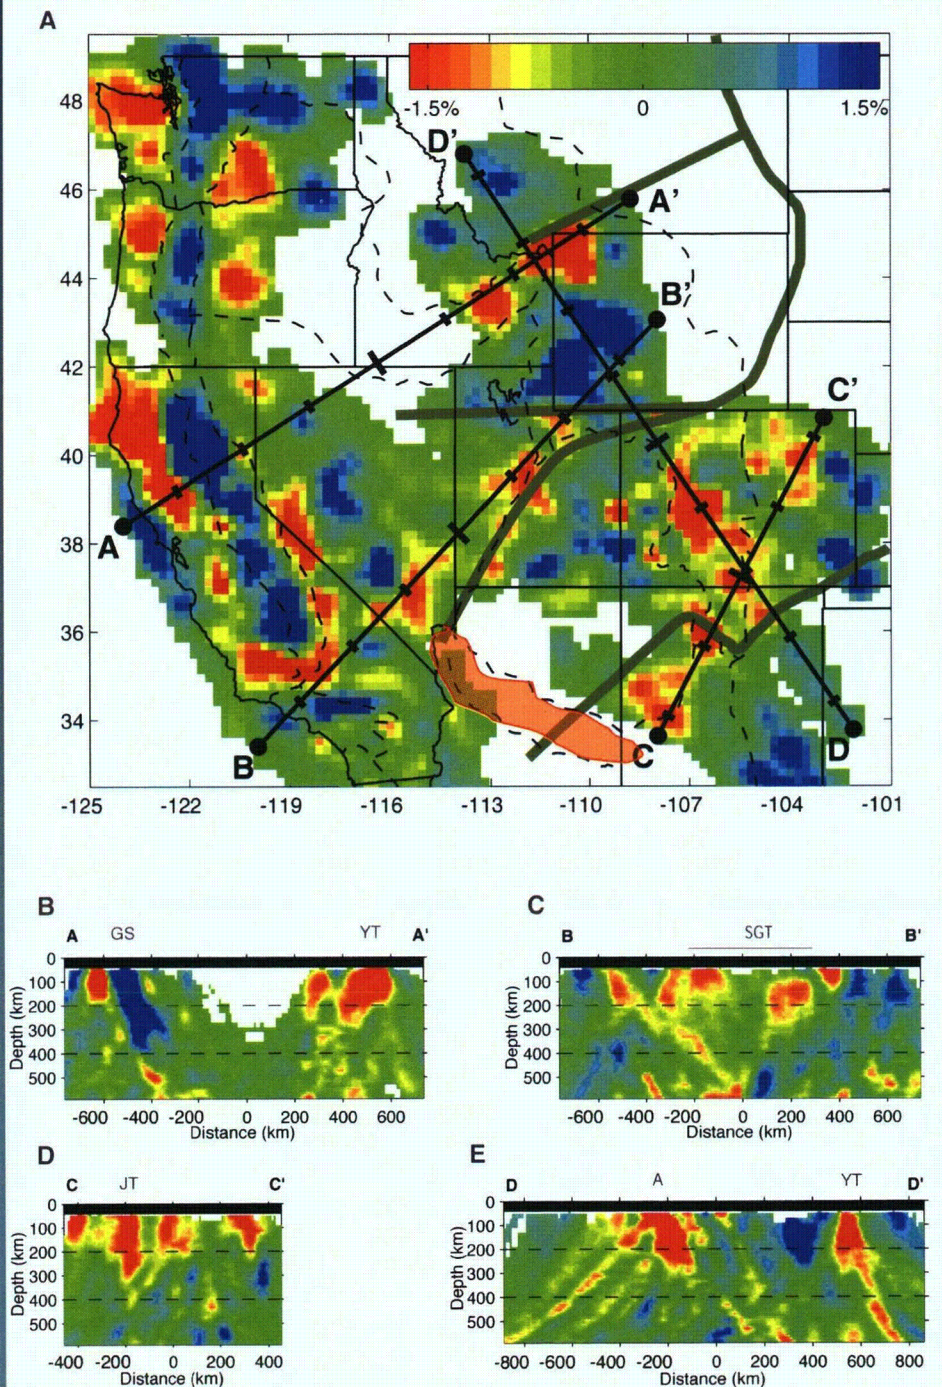 A
-1.5% 0 1.5%
48
46
44
42
40
38
36
34
D'
A'
B'
C'
A
B
C
D
-125 -122 -119 -116 -113 -110 -107 -104 -101
B
A GS YT A'
0
100
200
300
400
500
Depth (km)
-600 -400 -200 0 200 400 600
Distance (km)
C
B SGT B'
0
100
200
300
400
500
Depth (km)
-600 -400 -200 0 200 400 600
Distance (km)
D
C JT C'
0
100
200
300
400
500
Depth (km)
-400 -200 0 200 400
Distance (km)
E
D A YT D'
0
100
200
300
400
500
Depth (km)
-800 -600 -400 -200 0 200 400 600 800
Distance (km)